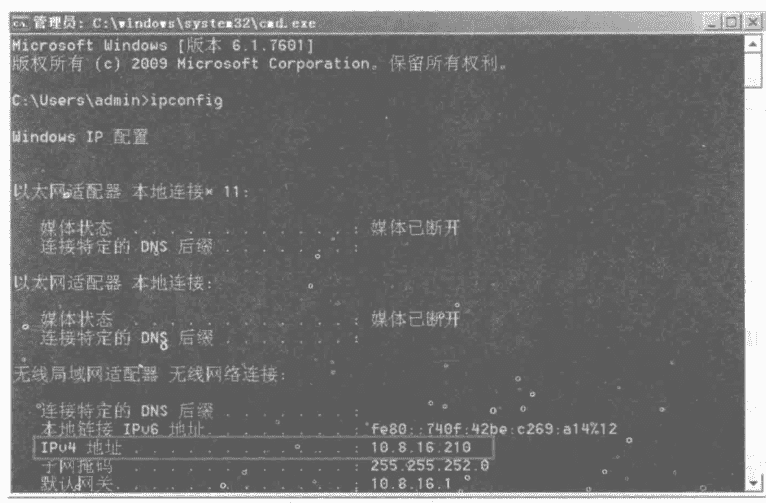 管理员: C:\windows\system32\cmd.exe
Microsoft Windows [版本 6.1.7601]
版权所有 (c) 2009 Microsoft Corporation。保留所有权利。
C:\Users\admin>ipconfig
Windows IP 配置
以太网适配器 本地连接* 11:
媒体状态 . . . . . . . . . . . . : 媒体已断开
连接特定的 DNS 后缀 . . . . . . . :
以太网适配器 本地连接:
媒体状态 . . . . . . . . . . . . : 媒体已断开
连接特定的 DNS 后缀 . . . . . . . :
无线局域网适配器 无线网络连接:
连接特定的 DNS 后缀 . . . . . . . :
本地链接 IPv6 地址. . . . . . . . : fe80::740f:42be:c269:a14%12
IPv4 地址 . . . . . . . . . . . . : 10.8.16.210
子网掩码 . . . . . . . . . . . . : 255.255.252.0
默认网关. . . . . . . . . . . . . : 10.8.16.1